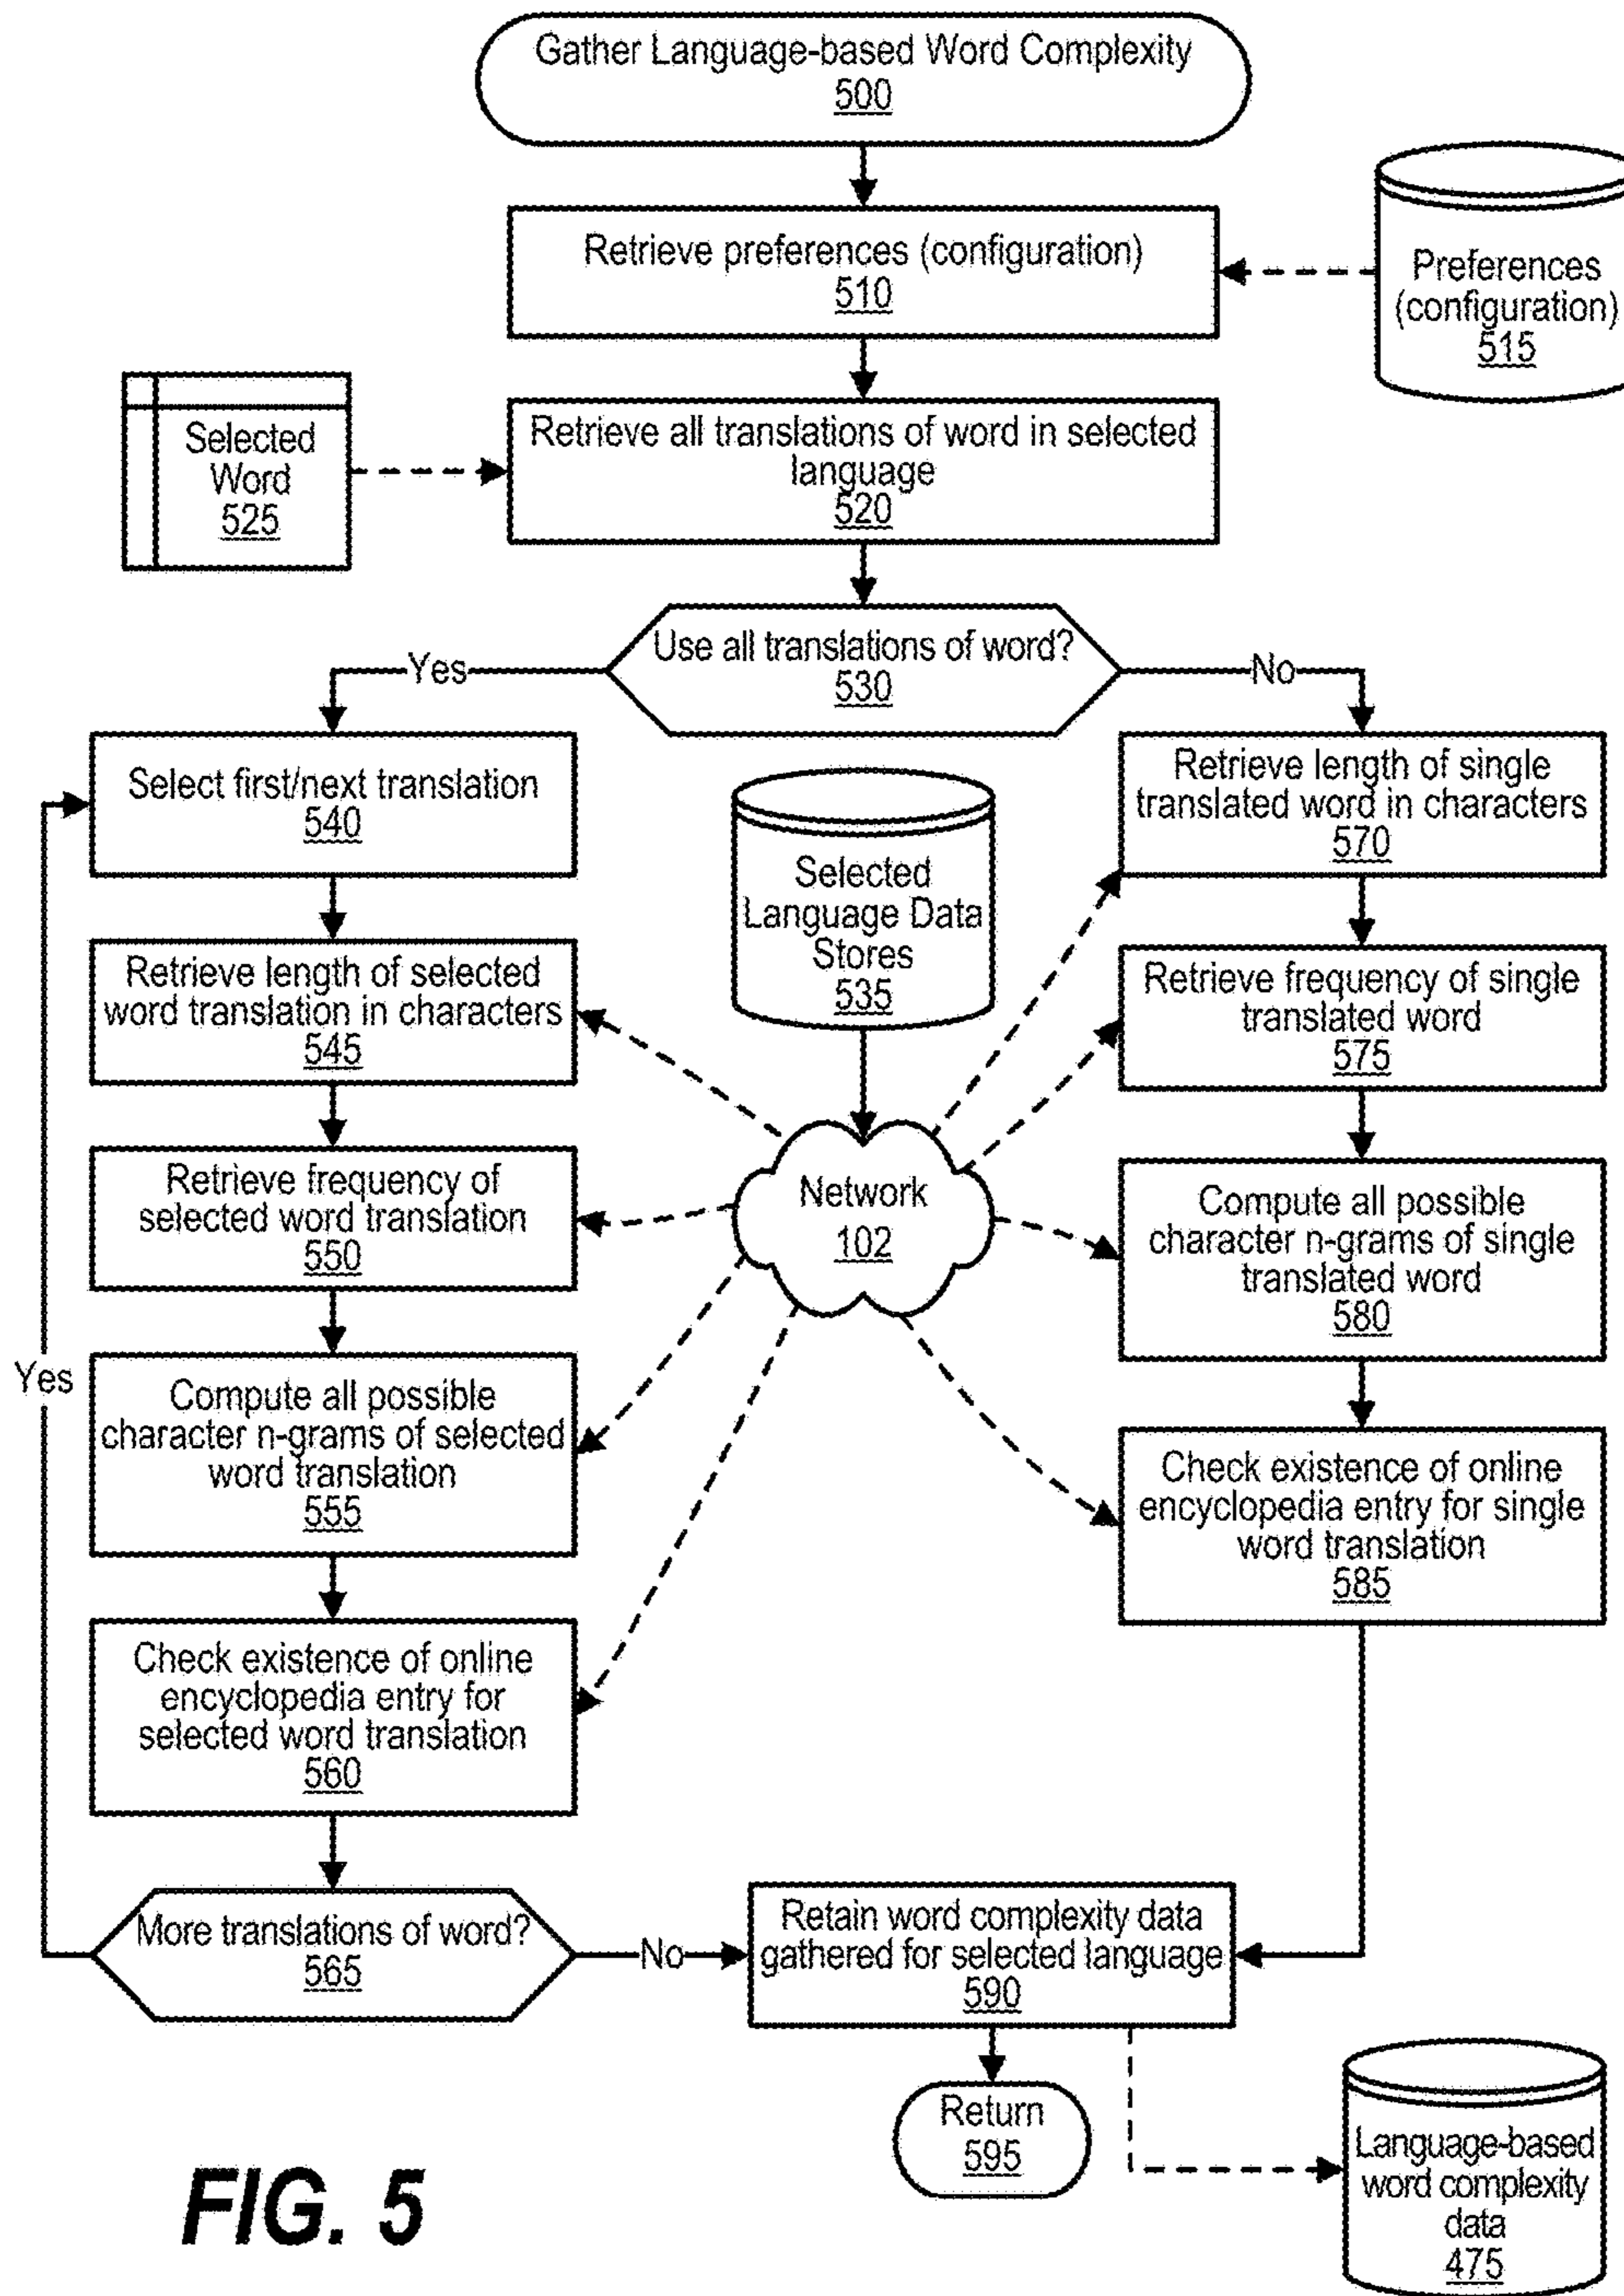 Gather Language-based Word Complexity
500
Retrieve preferences (configuration)
510
Preferences
(configuration)
515
Selected
Word
525
Retrieve all translations of word in selected
language
520
Use all translations of word?
530
Yes
No
Select first/next translation
540
Selected
Language Data
Stores
535
Retrieve length of single
translated word in characters
570
Retrieve length of selected
word translation in characters
545
Retrieve frequency of single
translated word
575
Retrieve frequency of
selected word translation
550
Network
102
Compute all possible
character n-grams of single
translated word
580
Yes
Compute all possible
character n-grams of selected
word translation
555
Check existence of online
encyclopedia entry for single
word translation
585
Check existence of online
encyclopedia entry for
selected word translation
560
More translations of word?
565
No
Retain word complexity data
gathered for selected language
590
Return
595
Language-based
word complexity
data
475
FIG. 5